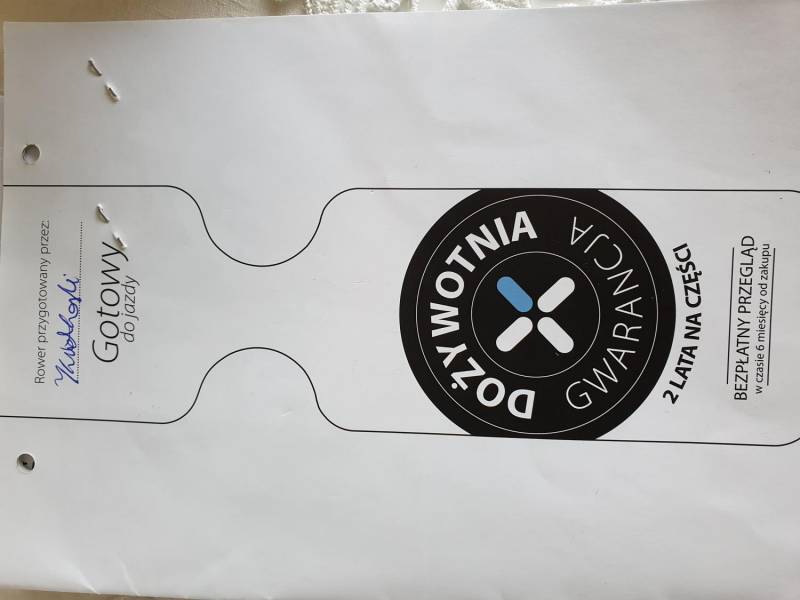 Rower przygotowany przez:
Gotowy
do jazdy
DOŻYWOTNIA
GWARANCJA
2 LATA NA CZĘŚCI
BEZPŁATNY PRZEGLĄD
w czasie 6 miesięcy od zakupu